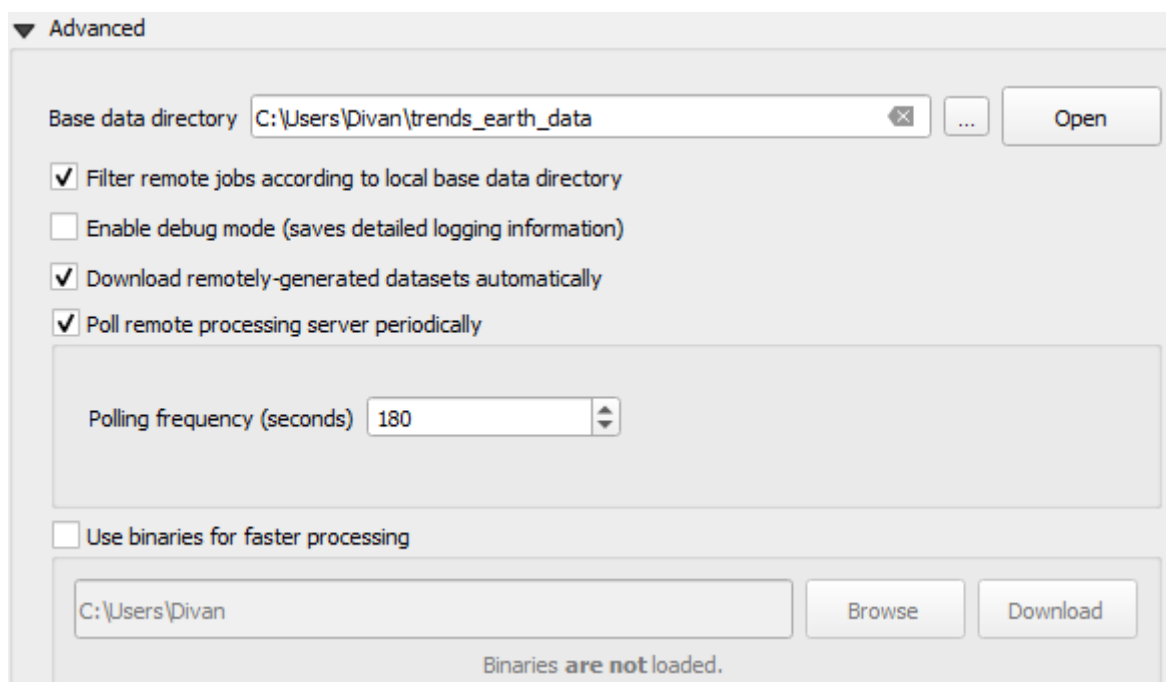 Advanced
Base data directory C:\Users\Divan\trends_earth_data ... Open
Filter remote jobs according to local base data directory
Enable debug mode (saves detailed logging information)
Download remotely-generated datasets automatically
Poll remote processing server periodically
Polling frequency (seconds) 180
Use binaries for faster processing
C:\Users\Divan Browse Download
Binaries are not loaded.